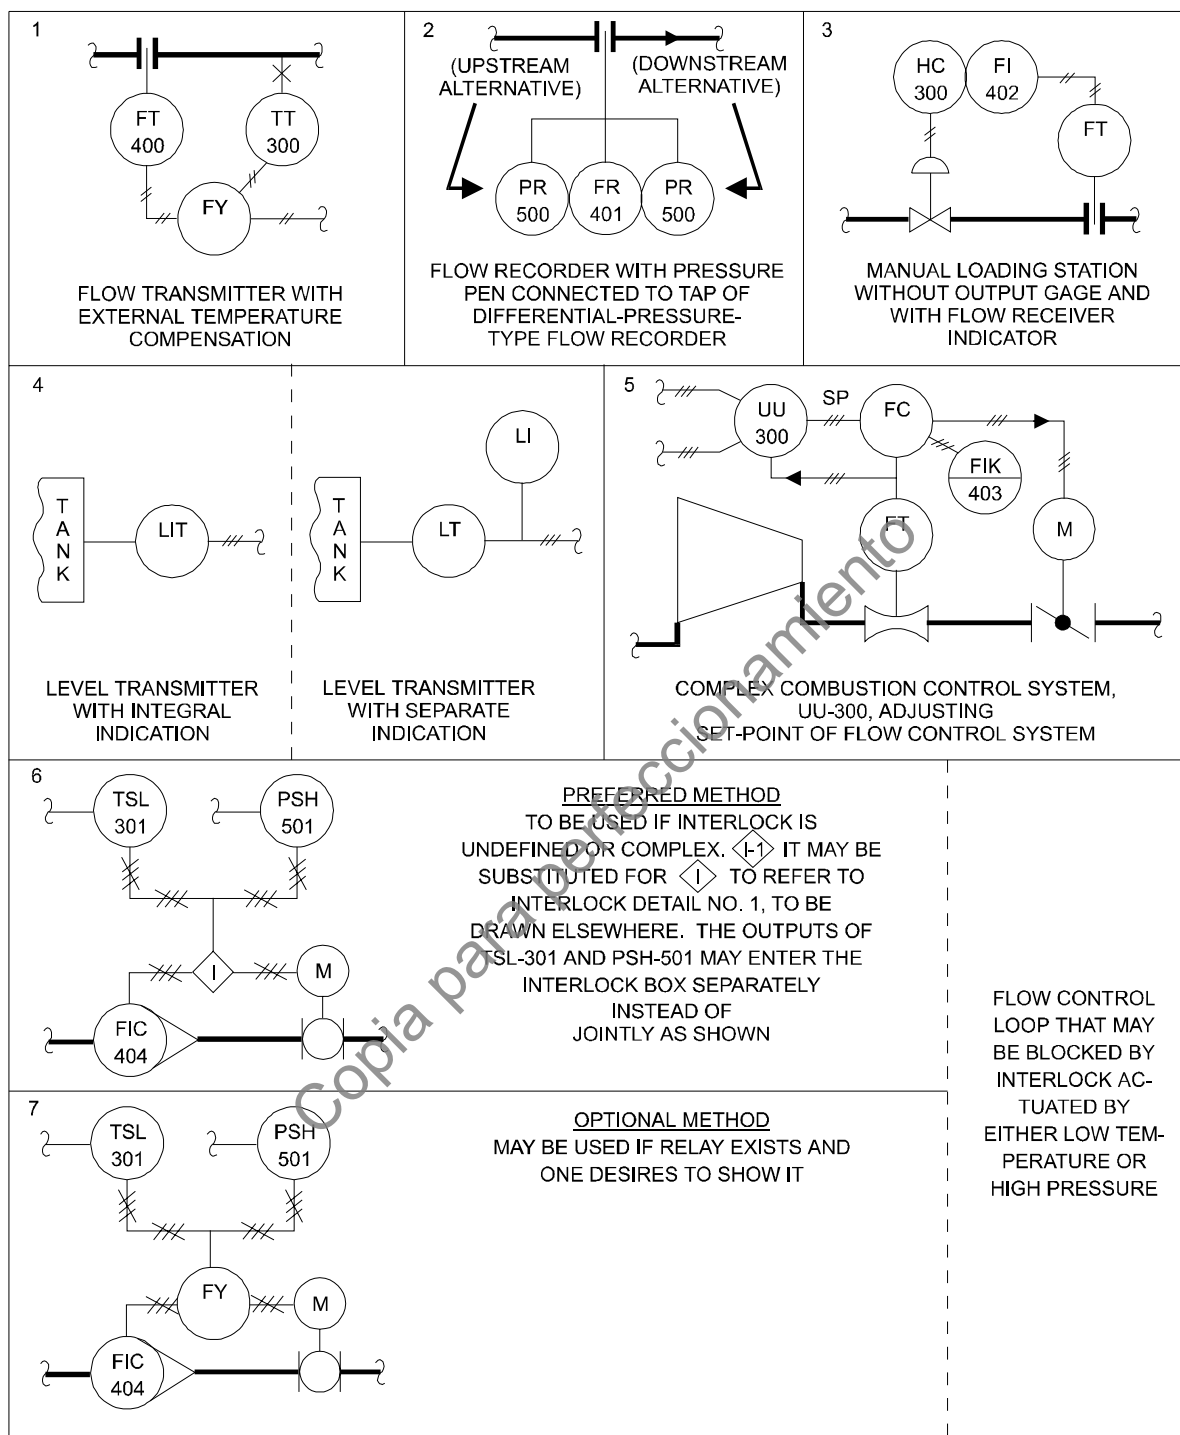 1
FT
400
TT
300
FY
FLOW TRANSMITTER WITH
EXTERNAL TEMPERATURE
COMPENSATION
2
(UPSTREAM
ALTERNATIVE)
(DOWNSTREAM
ALTERNATIVE)
PR
500
FR
401
PR
500
FLOW RECORDER WITH PRESSURE
PEN CONNECTED TO TAP OF
DIFFERENTIAL-PRESSURE-
TYPE FLOW RECORDER
3
HC
300
FI
402
FT
MANUAL LOADING STATION
WITHOUT OUTPUT GAGE AND
WITH FLOW RECEIVER
INDICATOR
4
TANK
LIT
LEVEL TRANSMITTER
WITH INTEGRAL
INDICATION
TANK
LT
LI
LEVEL TRANSMITTER
WITH SEPARATE
INDICATION
5
UU
300
SP
FC
FIK
403
FT
M
COMPLEX COMBUSTION CONTROL SYSTEM,
UU-300, ADJUSTING
SET-POINT OF FLOW CONTROL SYSTEM
6
TSL
301
PSH
501
I
M
FIC
404
PREFERRED METHOD
TO BE USED IF INTERLOCK IS
UNDEFINED OR COMPLEX. I-1 IT MAY BE
SUBSTITUTED FOR I TO REFER TO
INTERLOCK DETAIL NO. 1, TO BE
DRAWN ELSEWHERE. THE OUTPUTS OF
TSL-301 AND PSH-501 MAY ENTER THE
INTERLOCK BOX SEPARATELY
INSTEAD OF
JOINTLY AS SHOWN
7
TSL
301
PSH
501
FY
M
FIC
404
OPTIONAL METHOD
MAY BE USED IF RELAY EXISTS AND
ONE DESIRES TO SHOW IT
FLOW CONTROL
LOOP THAT MAY
BE BLOCKED BY
INTERLOCK AC-
TUATED BY
EITHER LOW TEM-
PERATURE OR
HIGH PRESSURE
Copia para perfeccionamiento